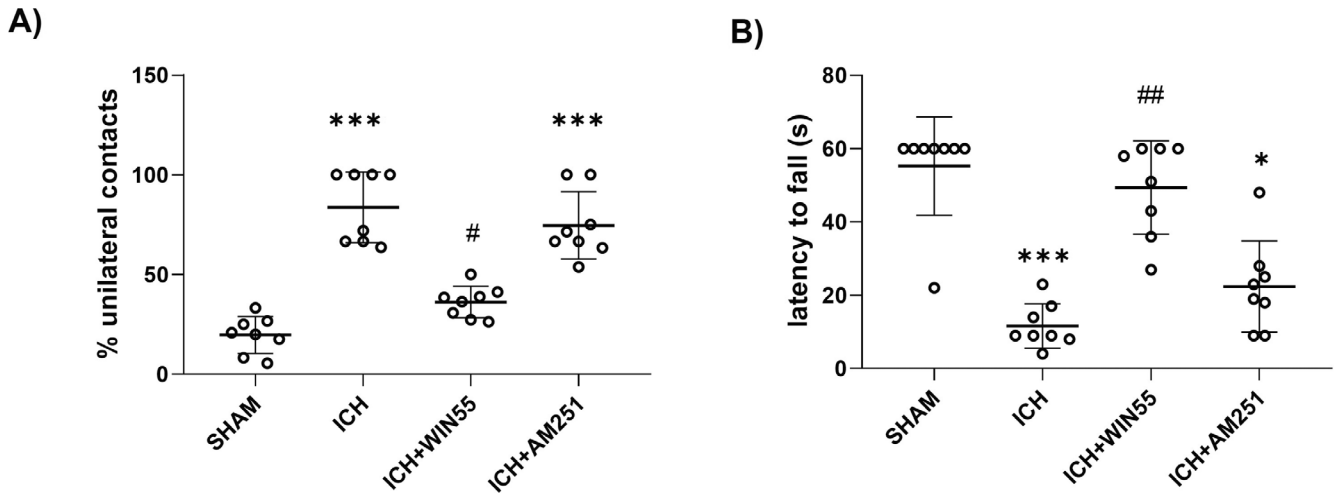 A)
% unilateral contacts
150
100
50
0
***
#
***
SHAM
ICH
ICH+WIN55
ICH+AM251
B)
latency to fall (s)
80
60
40
20
0
***
##
*
SHAM
ICH
ICH+WIN55
ICH+AM251